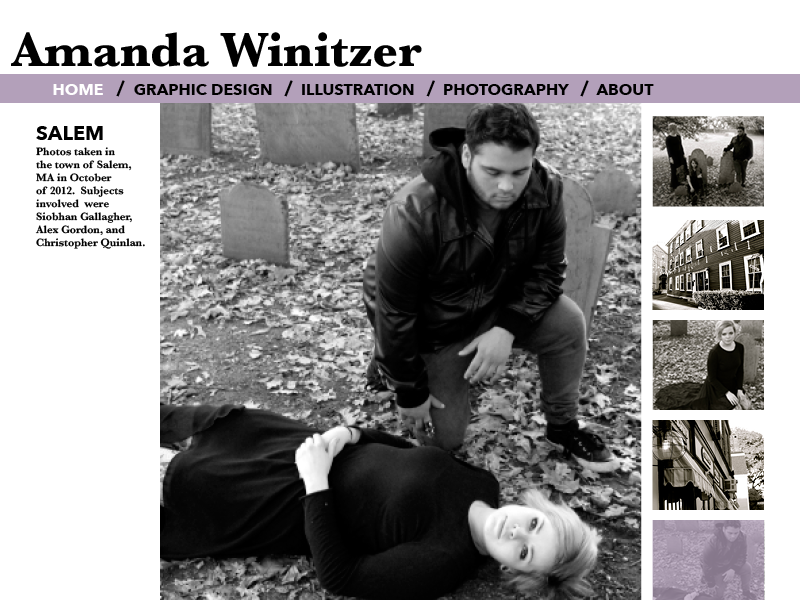 Amanda Winitzer
HOME / GRAPHIC DESIGN / ILLUSTRATION / PHOTOGRAPHY / ABOUT
SALEM
Photos taken in
the town of Salem,
MA in October
of 2012. Subjects
involved were
Siobhan Gallagher,
Alex Gordon, and
Christopher Quinlan.